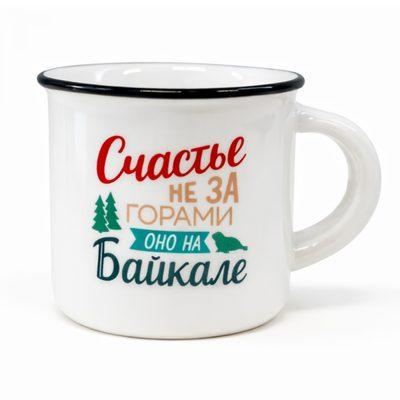 Счастье
не за
горами
оно на
Байкале